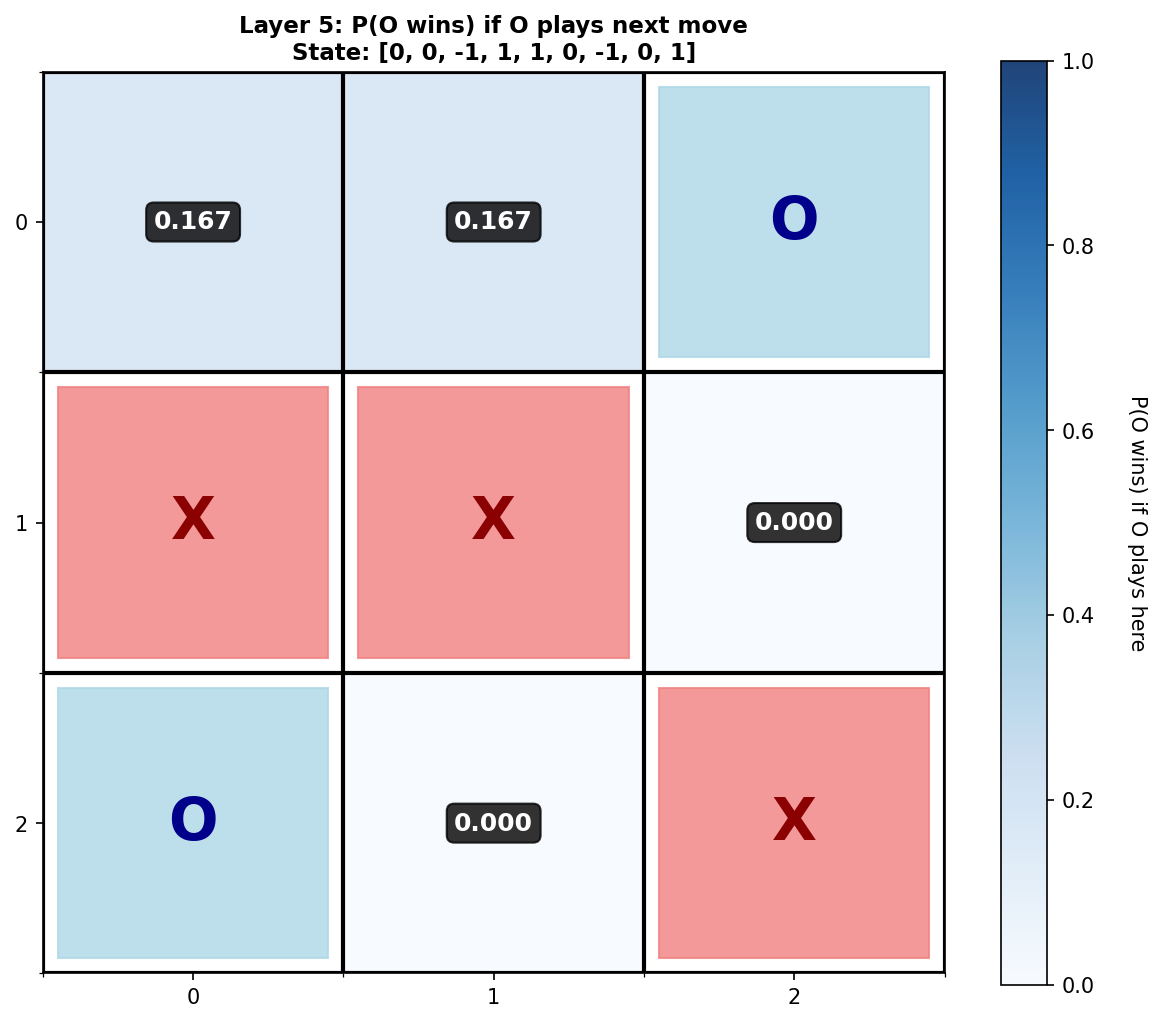 Layer 5: P(O wins) if O plays next move
State: [0, 0, -1, 1, 1, 0, -1, 0, 1]
0
0.167
0.167
O
1
X
X
0.000
2
O
0.000
X
0
1
2
1.0
0.8
0.6
0.4
0.2
0.0
P(O wins) if O plays here